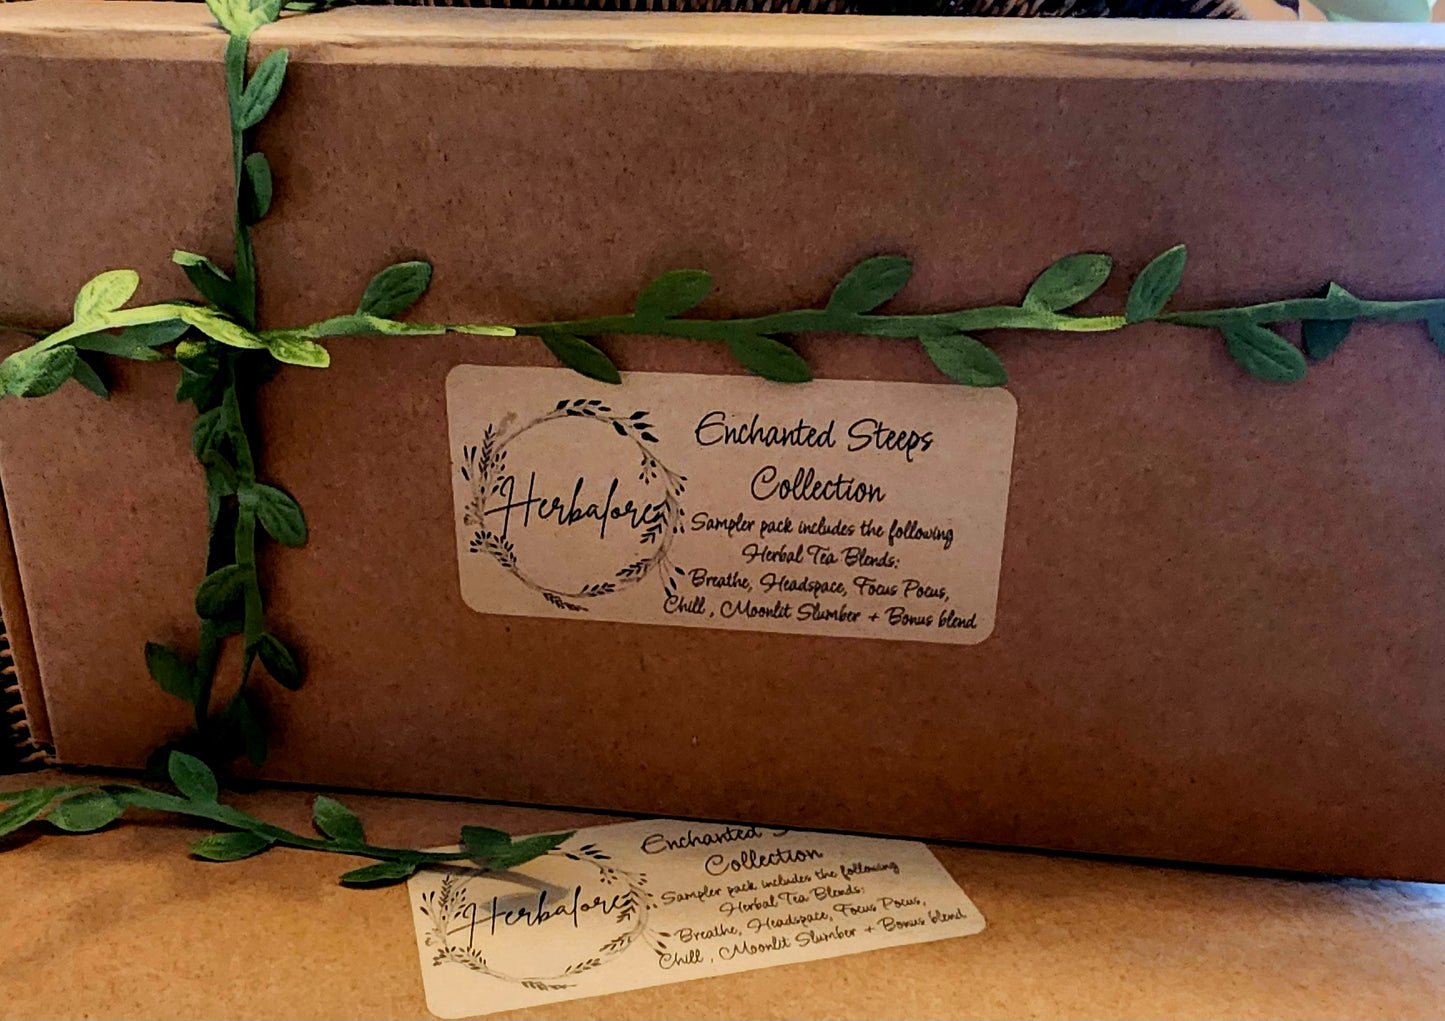 Herbalore
Enchanted Steeps
Collection
Sampler pack includes the following
Herbal Tea Blends:
Breathe, Headspace, Focus Pocus,
Chill , Moonlit Slumber + Bonus blend
Herbalore
Enchanted
Collection
Sampler pack includes the following
Herbal Tea Blends:
Breathe, Headspace, Focus Pocus,
Chill , Moonlit Slumber + Bonus blend